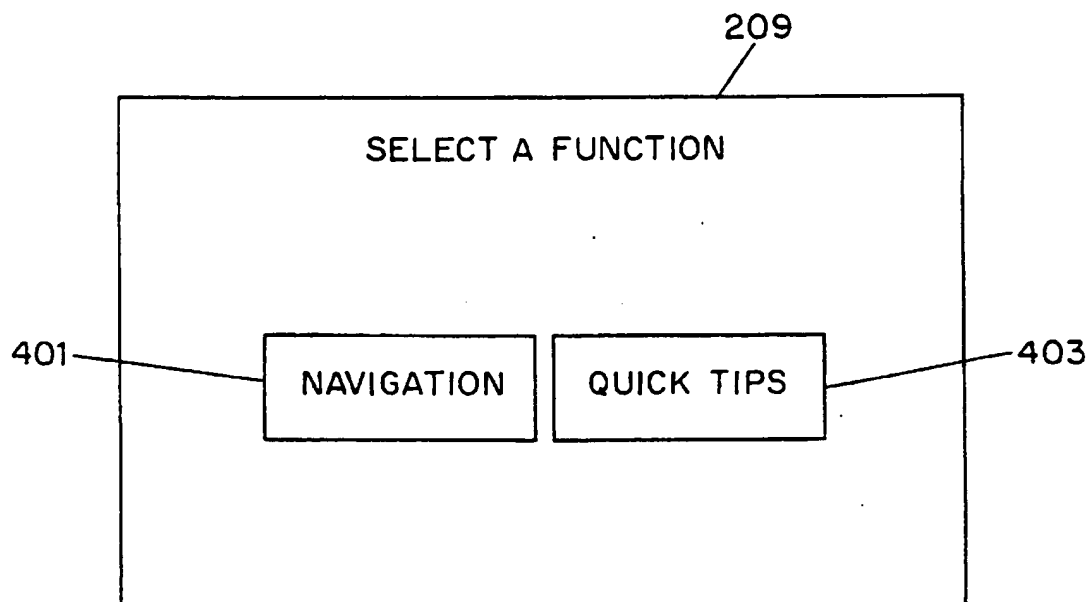 209
SELECT A FUNCTION
401
NAVIGATION
QUICK TIPS
403